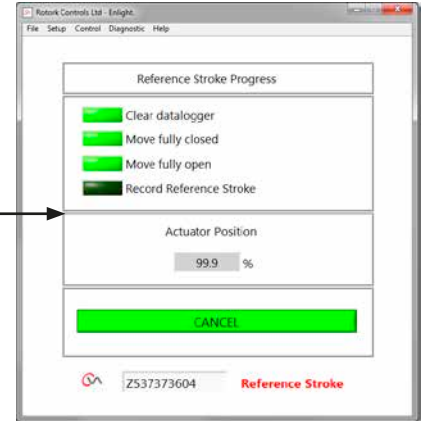 Rotork Controls Ltd - Enlight.
File Setup Control Diagnostic Help
Reference Stroke Progress
Clear datalogger
Move fully closed
Move fully open
Record Reference Stroke
Actuator Position
99.9 %
CANCEL
Z537373604 Reference Stroke